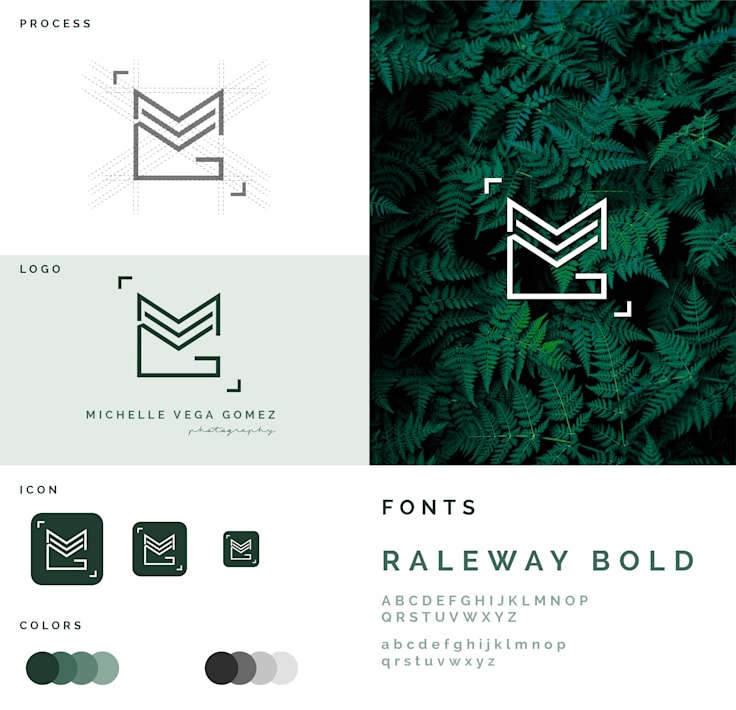 PROCESS
LOGO
MICHELLE VEGA GOMEZ
photography
ICON
COLORS
FONTS
RALEWAY BOLD
ABCDEFGHIJKLMNOP
QRSTUVWXYZ
abcdefghijklmnop
qrstuvwxyz